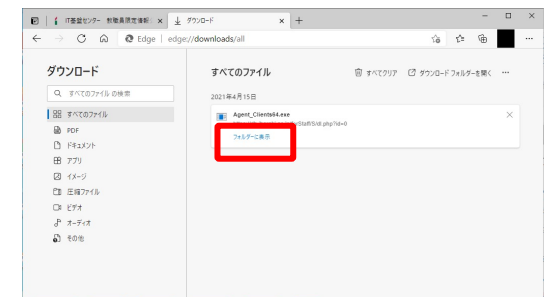 IT基盤センター 教職員限定情報
ダウンロード
Edge
edge://downloads/all
ダウンロード
すべてのファイル の検索
すべてのファイル
PDF
ドキュメント
アプリ
イメージ
圧縮ファイル
ビデオ
オーディオ
その他
すべてのファイル
すべてクリア
ダウンロード フォルダーを開く
2021年4月15日
Agent_Clients64.exe
/Staff/S/dl.php?id=0
フォルダーに表示